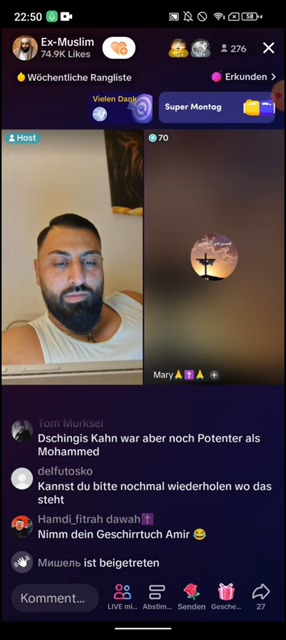 22:50
58
Ex-Muslim
74.9K Likes
276
Wöchentliche Rangliste
Erkunden >
Vielen Dank
Super Montag
Host
70
Mary🙏✝️🙏
Tom Murksel
Dschingis Kahn war aber noch Potenter als
Mohammed
delfutosko
Kannst du bitte nochmal wiederholen wo das
steht
Hamdi_fitrah dawah✝️
Nimm dein Geschirrtuch Amir 😂
Мишель ist beigetreten
Komment...
LIVE mi...
Abstim...
Senden
Gesche...
27